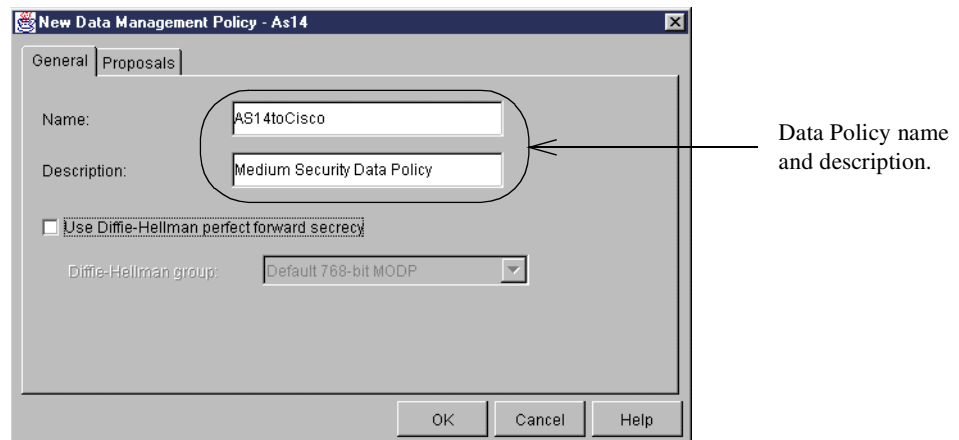 New Data Management Policy - As14
General Proposals
Name: AS14toCisco
Description: Medium Security Data Policy
Use Diffie-Hellman perfect forward secrecy
Diffie-Hellman group: Default 768-bit MODP
OK Cancel Help
Data Policy name
and description.